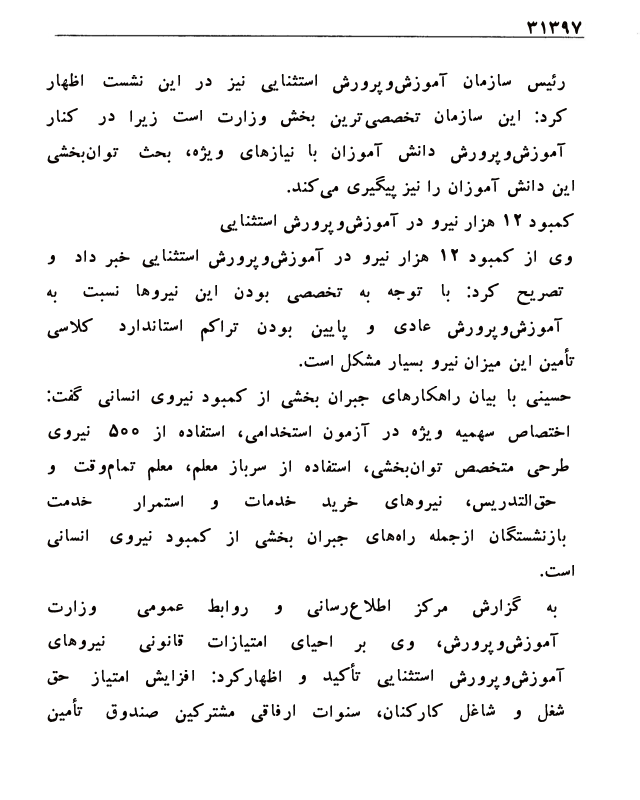 ۳۱۳۹۷
رئیس سازمان آموزش‌وپرورش استثنایی نیز در این نشست اظهار
کرد: این سازمان تخصصی‌ترین بخش وزارت است زیرا در کنار
آموزش‌وپرورش دانش آموزان با نیازهای ویژه، بحث توان‌بخشی
این دانش آموزان را نیز پیگیری می‌کند.
کمبود ۱۲ هزار نیرو در آموزش‌وپرورش استثنایی
وی از کمبود ۱۲ هزار نیرو در آموزش‌وپرورش استثنایی خبر داد و
تصریح کرد: با توجه به تخصصی بودن این نیروها نسبت به
آموزش‌وپرورش عادی و پایین بودن تراکم استاندارد کلاسی
تأمین این میزان نیرو بسیار مشکل است.
حسینی با بیان راهکارهای جبران بخشی از کمبود نیروی انسانی گفت:
اختصاص سهمیه ویژه در آزمون استخدامی، استفاده از ۵۰۰ نیروی
طرحی متخصص توان‌بخشی، استفاده از سرباز معلم، معلم تمام‌وقت و
حق‌التدریس، نیروهای خرید خدمات و استمرار خدمت
بازنشستگان ازجمله راه‌های جبران بخشی از کمبود نیروی انسانی
است.
به گزارش مرکز اطلاع‌رسانی و روابط عمومی وزارت
آموزش‌وپرورش، وی بر احیای امتیازات قانونی نیروهای
آموزش‌وپرورش استثنایی تأکید و اظهارکرد: افزایش امتیاز حق
شغل و شاغل کارکنان، سنوات ارفاقی مشترکین صندوق تأمین